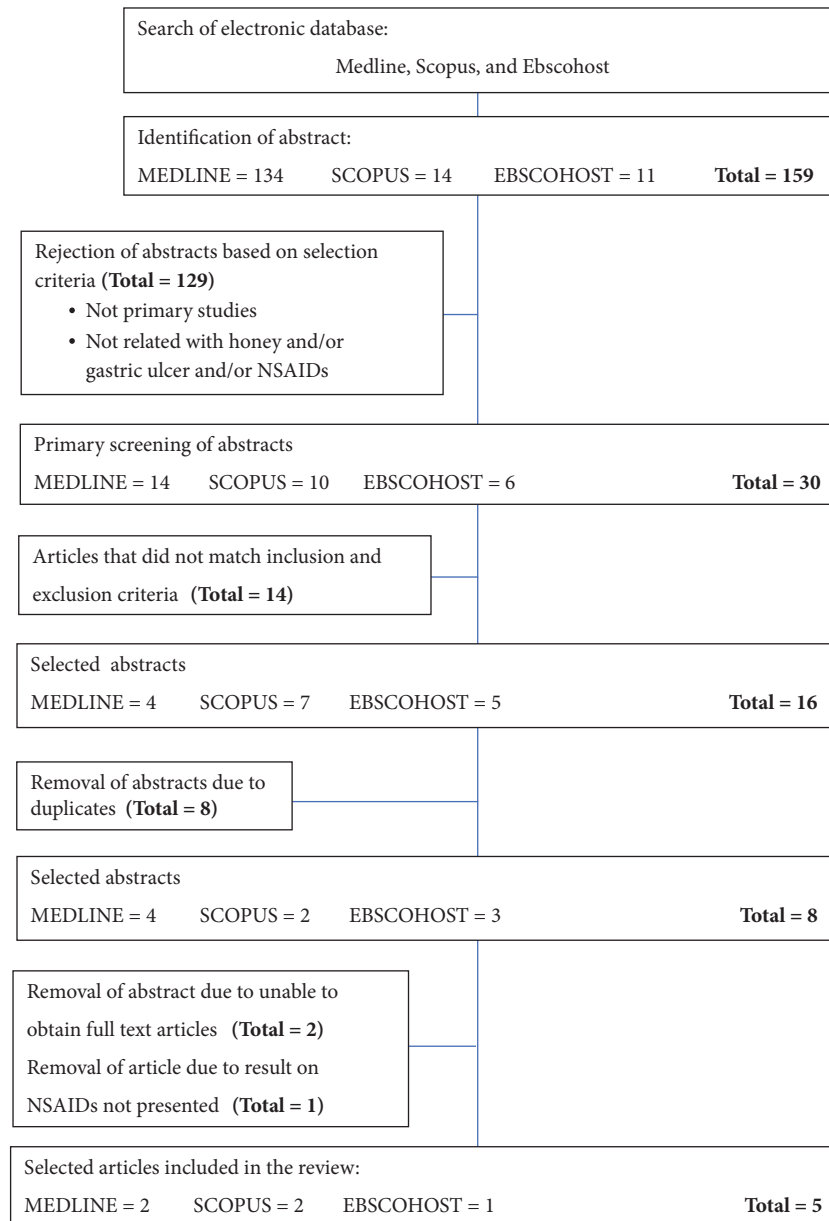 Search of electronic database:
Medline, Scopus, and Ebscohost
Identification of abstract:
MEDLINE = 134 SCOPUS = 14 EBSCOHOST = 11 Total = 159
Rejection of abstracts based on selection
criteria (Total = 129)
• Not primary studies
• Not related with honey and/or
gastric ulcer and/or NSAIDs
Primary screening of abstracts
MEDLINE = 14 SCOPUS = 10 EBSCOHOST = 6 Total = 30
Articles that did not match inclusion and
exclusion criteria (Total = 14)
Selected abstracts
MEDLINE = 4 SCOPUS = 7 EBSCOHOST = 5 Total = 16
Removal of abstracts due to
duplicates (Total = 8)
Selected abstracts
MEDLINE = 4 SCOPUS = 2 EBSCOHOST = 3 Total = 8
Removal of abstract due to unable to
obtain full text articles (Total = 2)
Removal of article due to result on
NSAIDs not presented (Total = 1)
Selected articles included in the review:
MEDLINE = 2 SCOPUS = 2 EBSCOHOST = 1 Total = 5